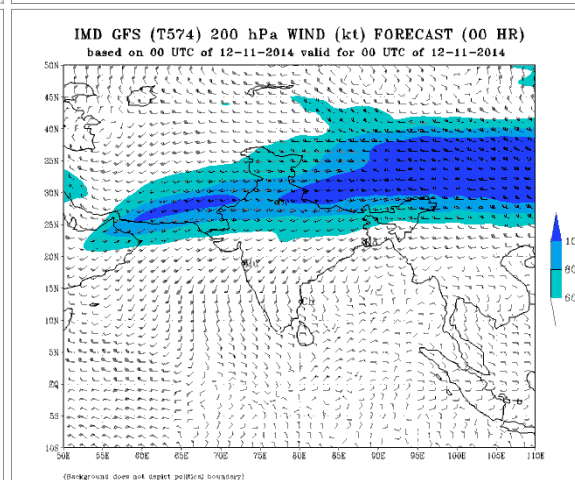 IMD GFS (T574) 200 hPa WIND (kt) FORECAST (00 HR)
based on 00 UTC of 12-11-2014 valid for 00 UTC of 12-11-2014
50N
45N
40N
35N
30N
25N
20N
15N
10N
5N
EQ
5S
10S
50E 55E 60E 65E 70E 75E 80E 85E 90E 95E 100E 105E 110E
80
60
(Background does not depict political boundary)